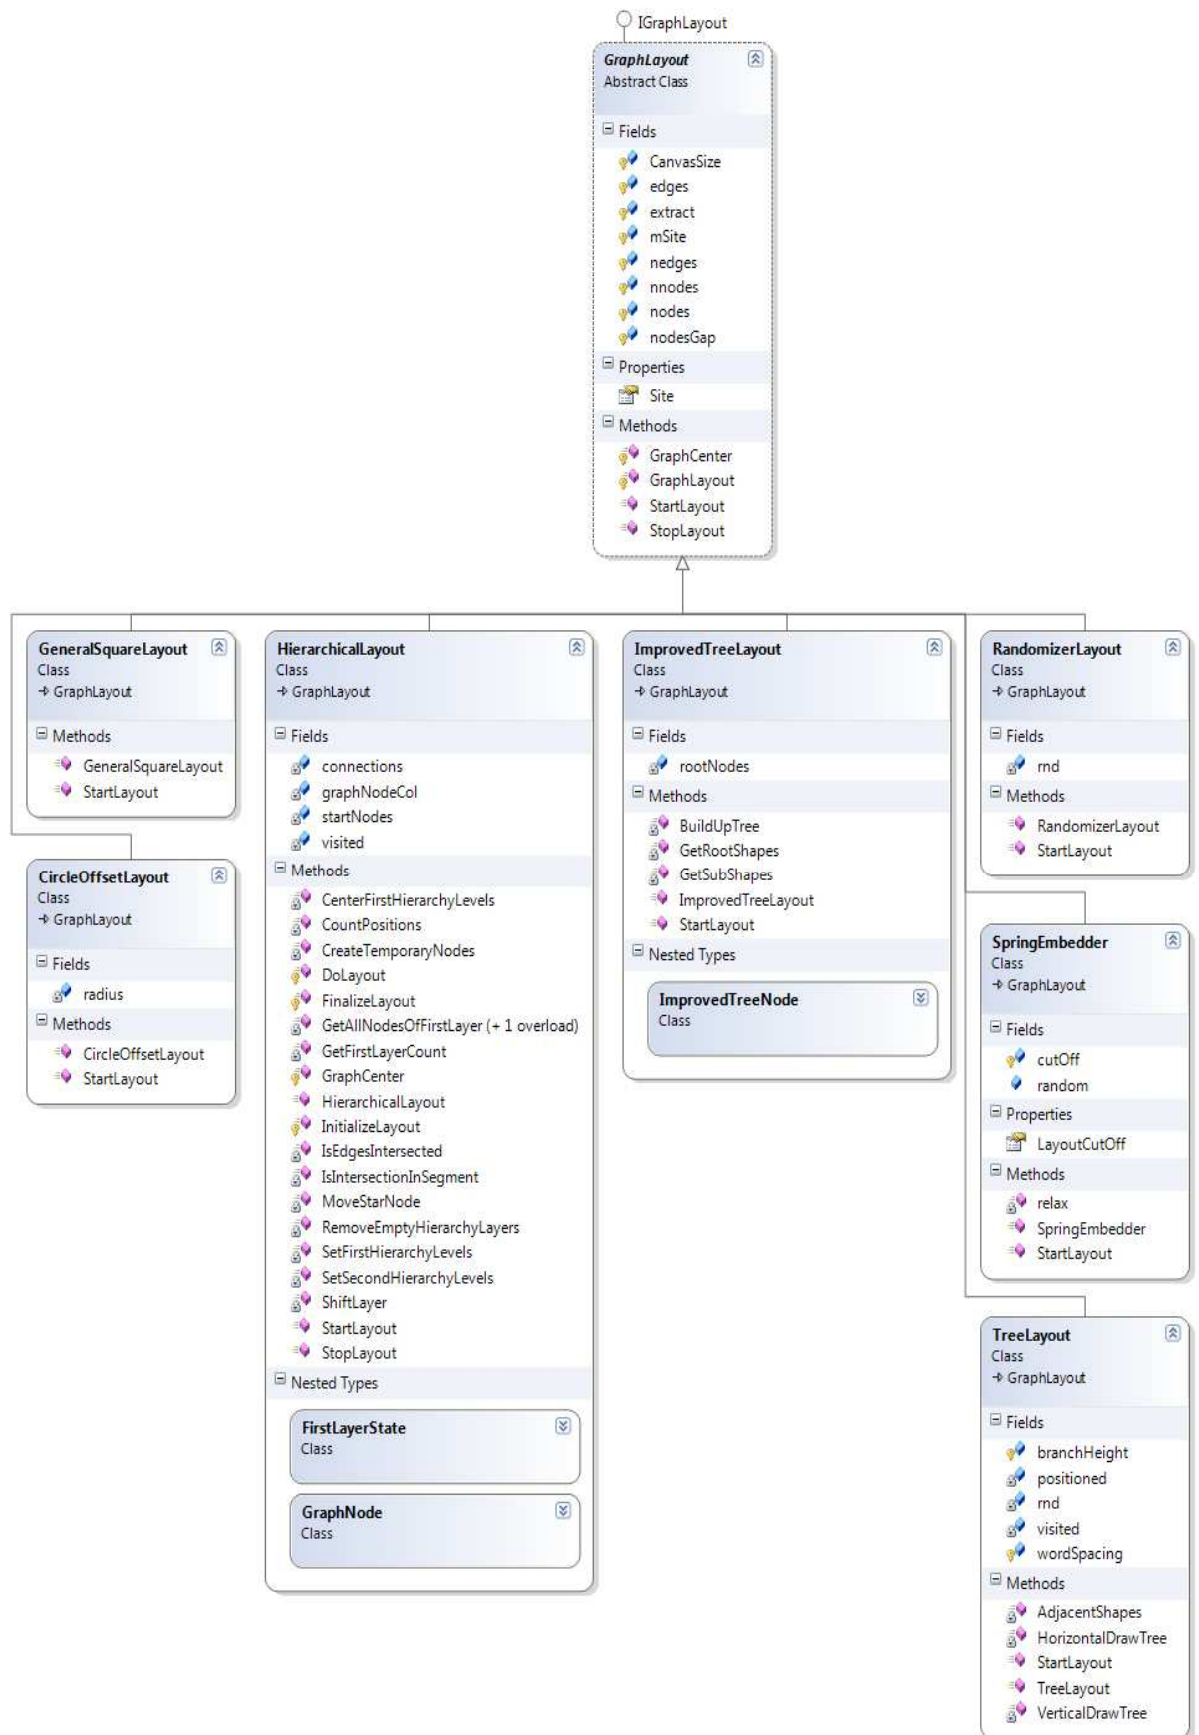 IGraphLayout
GraphLayout
Abstract Class
Fields
CanvasSize
edges
extract
mSite
nedges
nnodes
nodes
nodesGap
Properties
Site
Methods
GraphCenter
GraphLayout
StartLayout
StopLayout
GeneralSquareLayout
Class
GraphLayout
Methods
GeneralSquareLayout
StartLayout
CircleOffsetLayout
Class
GraphLayout
Fields
radius
Methods
CircleOffsetLayout
StartLayout
HierarchicalLayout
Class
GraphLayout
Fields
connections
graphNodeCol
startNodes
visited
Methods
CenterFirstHierarchyLevels
CountPositions
CreateTemporaryNodes
DoLayout
FinalizeLayout
GetAllNodesOfFirstLayer (+ 1 overload)
GetFirstLayerCount
GraphCenter
HierarchicalLayout
InitializeLayout
IsEdgesIntersected
IsIntersectionInSegment
MoveStarNode
RemoveEmptyHierarchyLayers
SetFirstHierarchyLevels
SetSecondHierarchyLevels
ShiftLayer
StartLayout
StopLayout
Nested Types
FirstLayerState
Class
GraphNode
Class
ImprovedTreeLayout
Class
GraphLayout
Fields
rootNodes
Methods
BuildUpTree
GetRootShapes
GetSubShapes
ImprovedTreeLayout
StartLayout
Nested Types
ImprovedTreeNode
Class
RandomizerLayout
Class
GraphLayout
Fields
rnd
Methods
RandomizerLayout
StartLayout
SpringEmbedder
Class
GraphLayout
Fields
cutOff
random
Properties
LayoutCutOff
Methods
relax
SpringEmbedder
StartLayout
TreeLayout
Class
GraphLayout
Fields
branchHeight
positioned
rnd
visited
wordSpacing
Methods
AdjacentShapes
HorizontalDrawTree
StartLayout
TreeLayout
VerticalDrawTree